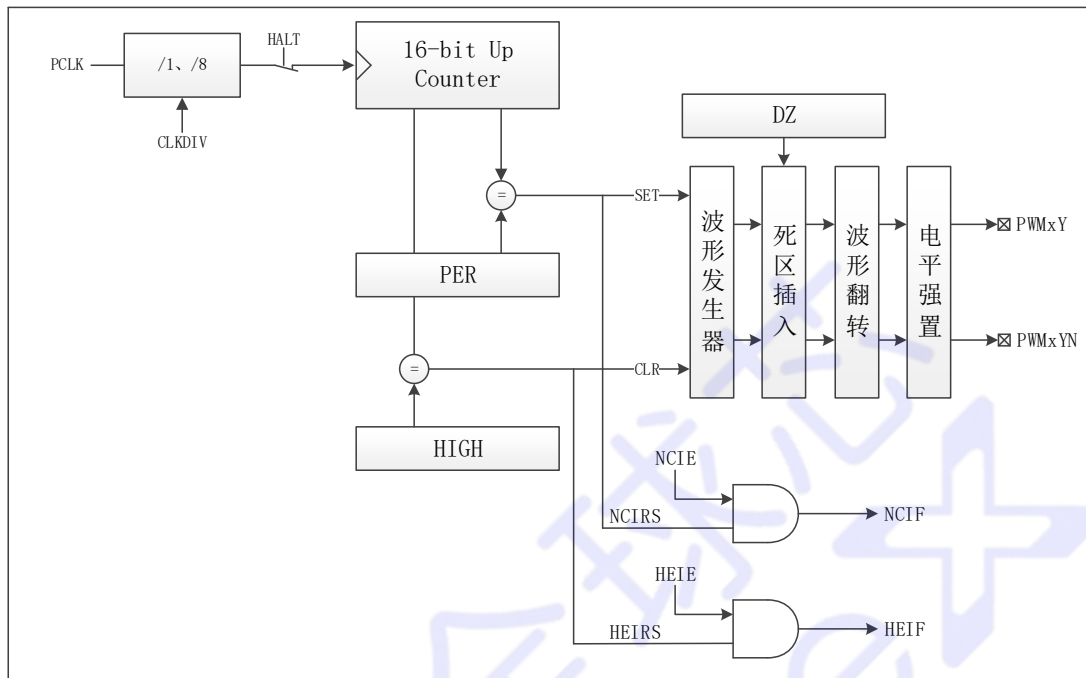 PCLK
/1、/8
HALT
CLKDIV
16-bit Up
Counter
DZ
=
SET
PER
=
CLR
HIGH
波形发生器
死区插入
波形翻转
电平强置
PWMxY
PWMxYN
NCIE
NCIRS
NCIF
HEIE
HEIRS
HEIF